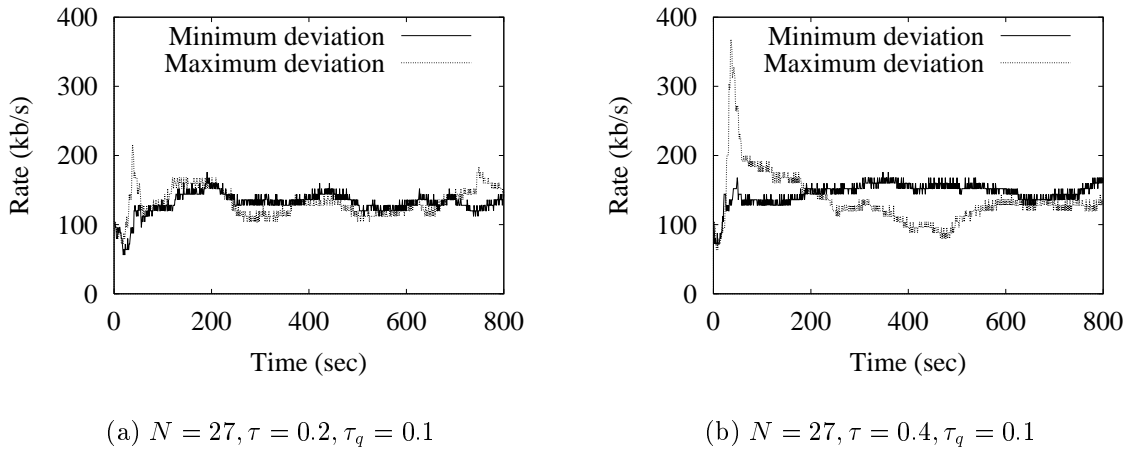 400
300
200
100
0
Rate (kb/s)
Minimum deviation
Maximum deviation
0 200 400 600 800
Time (sec)
(a) N = 27, τ = 0.2, τq = 0.1
400
300
200
100
0
Rate (kb/s)
Minimum deviation
Maximum deviation
0 200 400 600 800
Time (sec)
(b) N = 27, τ = 0.4, τq = 0.1